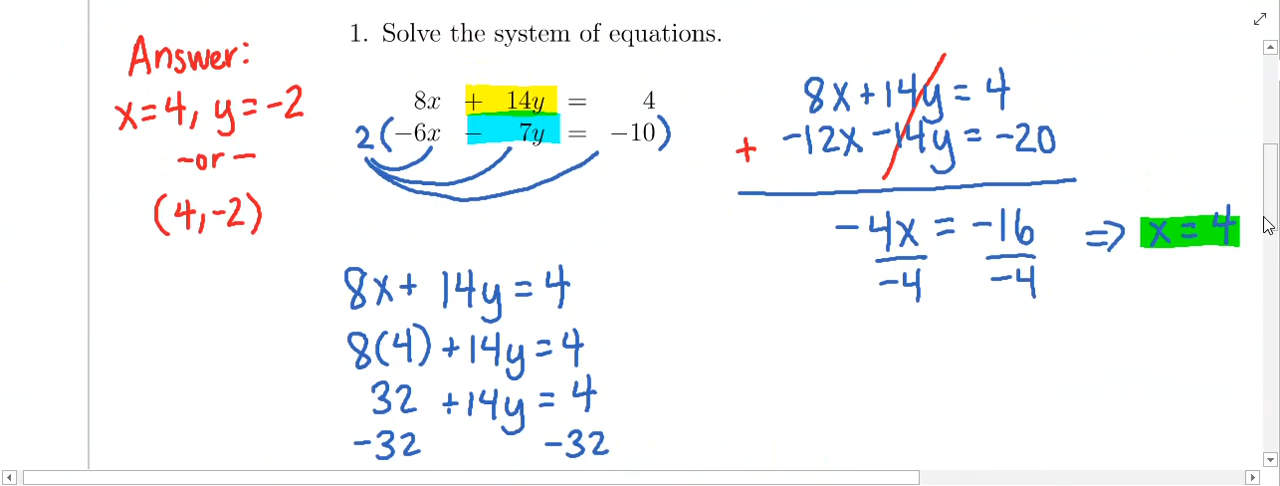 Answer:
x=4, y=-2
-or-
(4,-2)
1. Solve the system of equations.
8x + 14y = 4
2(-6x - 7y = -10)
8x+14y=4
8(4)+14y=4
32 +14y=4
-32 -32
8x+14y=4
+ -12x-14y=-20
-4x = -16 => x = 4
-4 -4